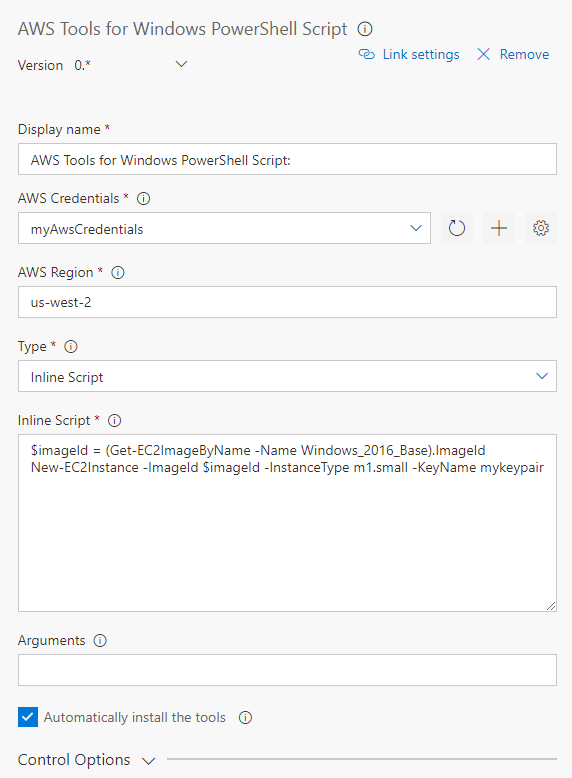 AWS Tools for Windows PowerShell Script
Version 0.*
Link settings
Remove
Display name *
AWS Tools for Windows PowerShell Script:
AWS Credentials *
myAwsCredentials
AWS Region *
us-west-2
Type *
Inline Script
Inline Script *
$imageId = (Get-EC2ImageByName -Name Windows_2016_Base).ImageId
New-EC2Instance -ImageId $imageId -InstanceType m1.small -KeyName mykeypair
Arguments
Automatically install the tools
Control Options